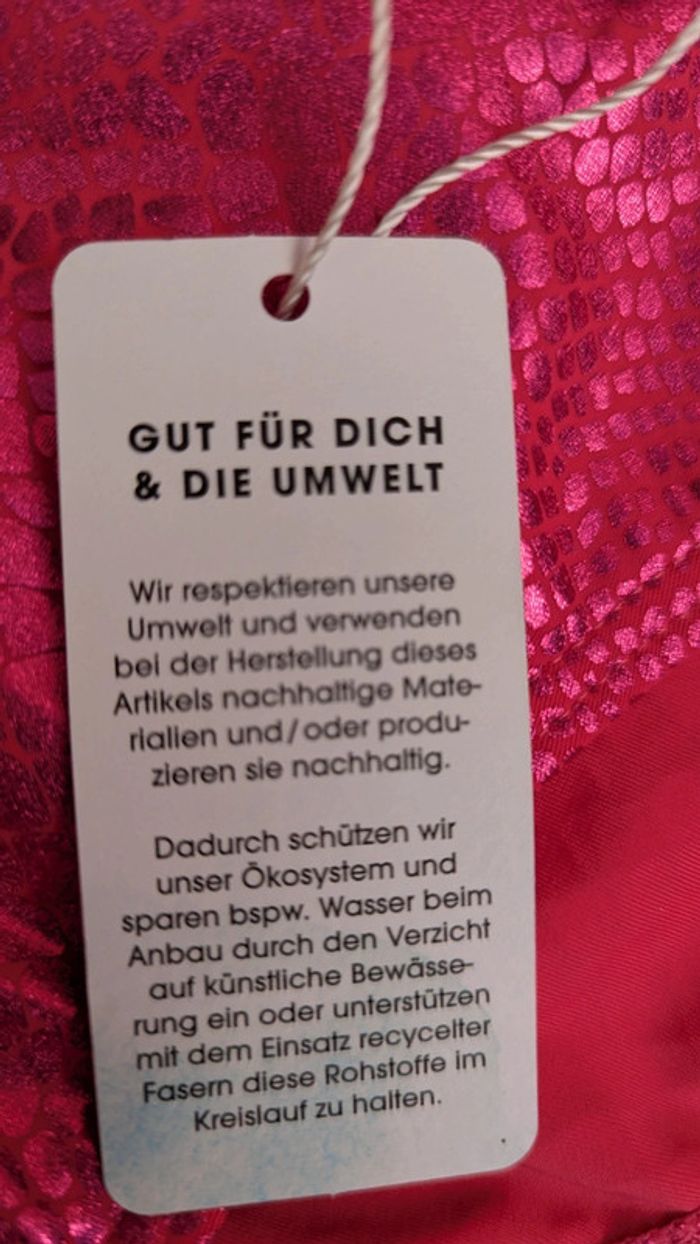 GUT FÜR DICH
& DIE UMWELT
Wir respektieren unsere
Umwelt und verwenden
bei der Herstellung dieses
Artikels nachhaltige Mate-
rialien und/oder produ-
zieren sie nachhaltig.
Dadurch schützen wir
unser Ökosystem und
sparen bspw. Wasser beim
Anbau durch den Verzicht
auf künstliche Bewässe-
rung ein oder unterstützen
mit dem Einsatz recycelter
Fasern diese Rohstoffe im
Kreislauf zu halten.